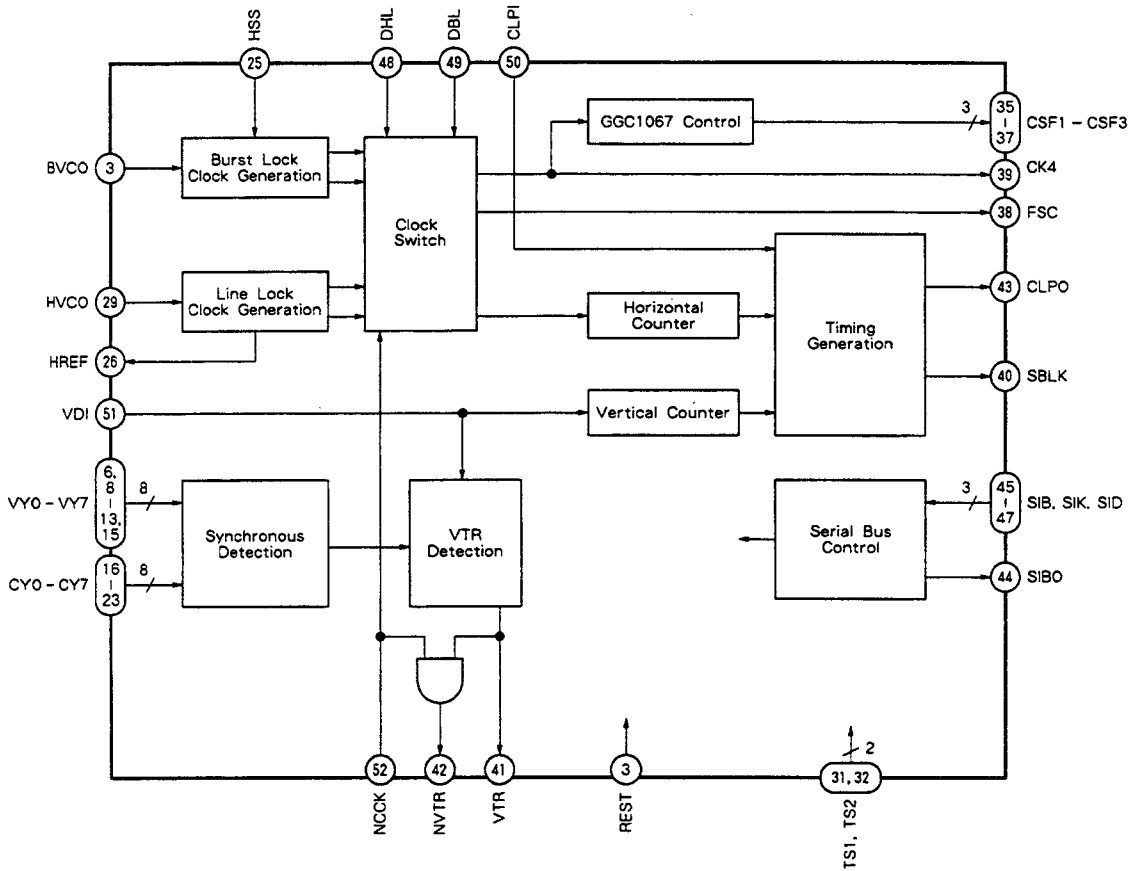 HSS
DHL
DBL
CLPI
25
48
49
50
GGC1067 Control
3
35
-
37
CSF1 - CSF3
BVCO
3
Burst Lock
Clock Generation
39
CK4
Clock
Switch
38
FSC
HVCO
29
Line Lock
Clock Generation
Horizontal
Counter
Timing
Generation
43
CLPO
HREF
26
40
SBLK
VDI
51
Vertical Counter
VY0 - VY7
6,
8
-
13,
15
8
Synchronous
Detection
VTR
Detection
Serial Bus
Control
3
45
-
47
SIB, SIK, SID
CY0 - CY7
16
-
23
8
44
SIBO
2
52
42
41
3
31, 32
NCCK
NVTR
VTR
REST
TS1, TS2